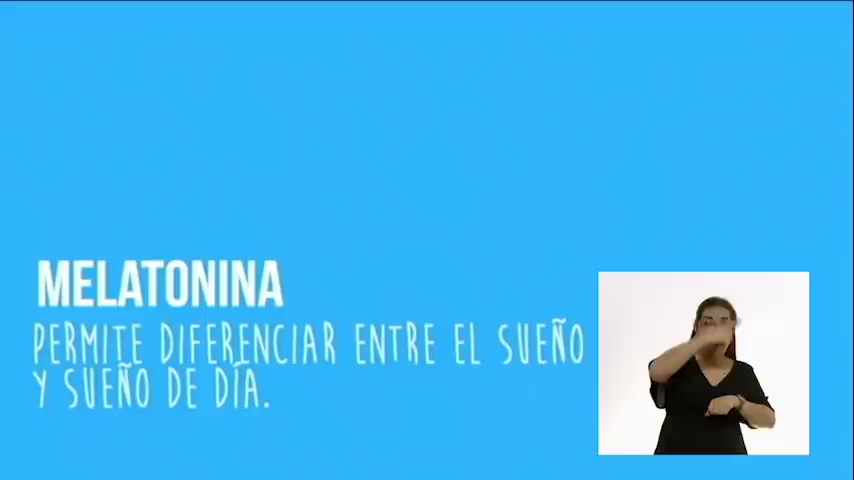 MELATONINA
PERMITE DIFERENCIAR ENTRE EL SUEÑO
Y SUEÑO DE DÍA.